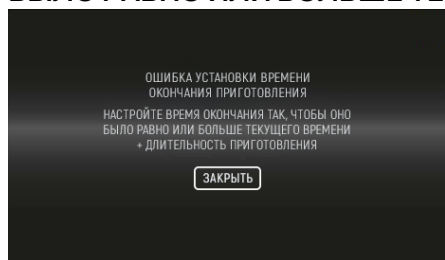 ОШИБКА УСТАНОВКИ ВРЕМЕНИ
ОКОНЧАНИЯ ПРИГОТОВЛЕНИЯ
НАСТРОЙТЕ ВРЕМЯ ОКОНЧАНИЯ ТАК, ЧТОБЫ ОНО
БЫЛО РАВНО ИЛИ БОЛЬШЕ ТЕКУЩЕГО ВРЕМЕНИ
+ ДЛИТЕЛЬНОСТЬ ПРИГОТОВЛЕНИЯ
ЗАКРЫТЬ